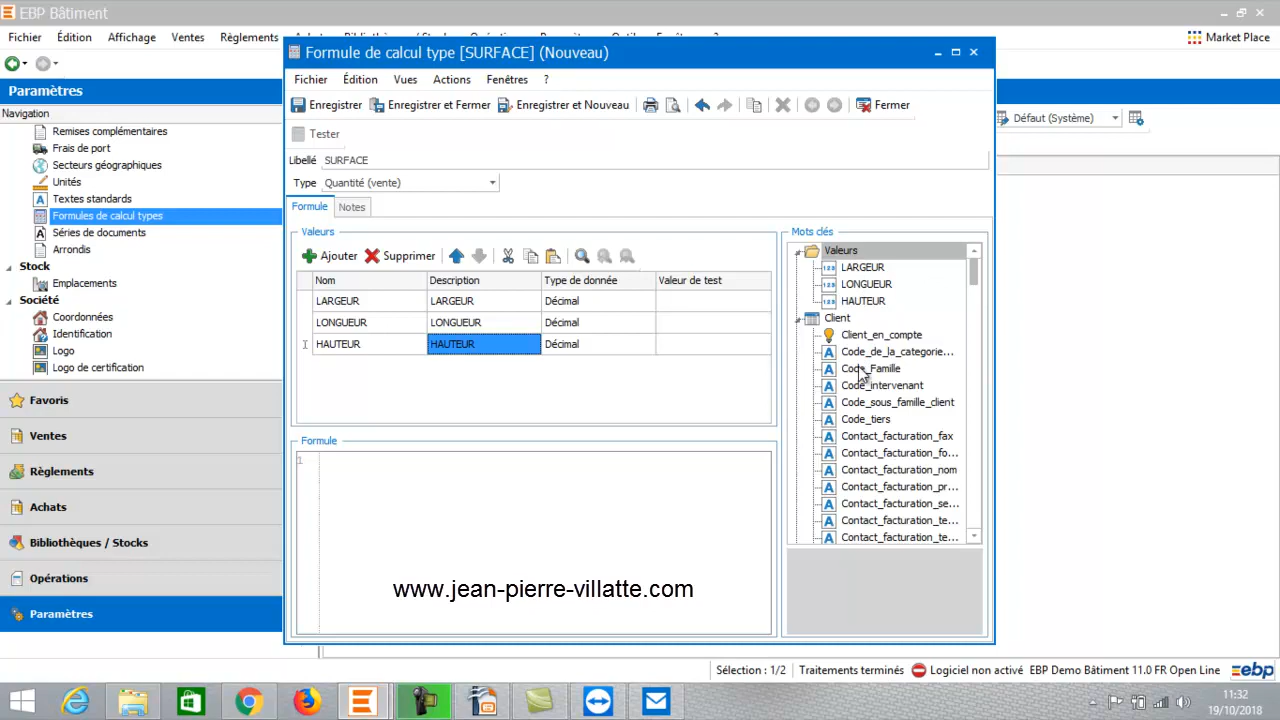 EBP Bâtiment
Fichier Édition Affichage Ventes Règlements
Market Place
Paramètres
Navigation
Remises complémentaires
Frais de port
Secteurs géographiques
Unités
Textes standards
Formules de calcul types
Séries de documents
Arrondis
Stock
Emplacements
Société
Coordonnées
Identification
Logo
Logo de certification
Favoris
Ventes
Règlements
Achats
Bibliothèques / Stocks
Opérations
Paramètres
Défaut (Système)
Formule de calcul type [SURFACE] (Nouveau)
Fichier Édition Vues Actions Fenêtres ?
Enregistrer Enregistrer et Fermer Enregistrer et Nouveau Fermer
Tester
Libellé SURFACE
Type Quantité (vente)
Formule Notes
Valeurs
Ajouter Supprimer
Nom Description Type de donnée Valeur de test
LARGEUR LARGEUR Décimal
LONGUEUR LONGUEUR Décimal
HAUTEUR HAUTEUR Décimal
Formule
1
www.jean-pierre-villatte.com
Mots clés
Valeurs
LARGEUR
LONGUEUR
HAUTEUR
Client
Client_en_compte
Code_de_la_categorie...
Code_Famille
Code_intervenant
Code_sous_famille_client
Code_tiers
Contact_facturation_fax
Contact_facturation_fo...
Contact_facturation_nom
Contact_facturation_pr...
Contact_facturation_se...
Contact_facturation_te...
Contact_facturation_te...
Sélection : 1/2 Traitements terminés Logiciel non activé EBP Demo Bâtiment 11.0 FR Open Line ebp
11:32
19/10/2018